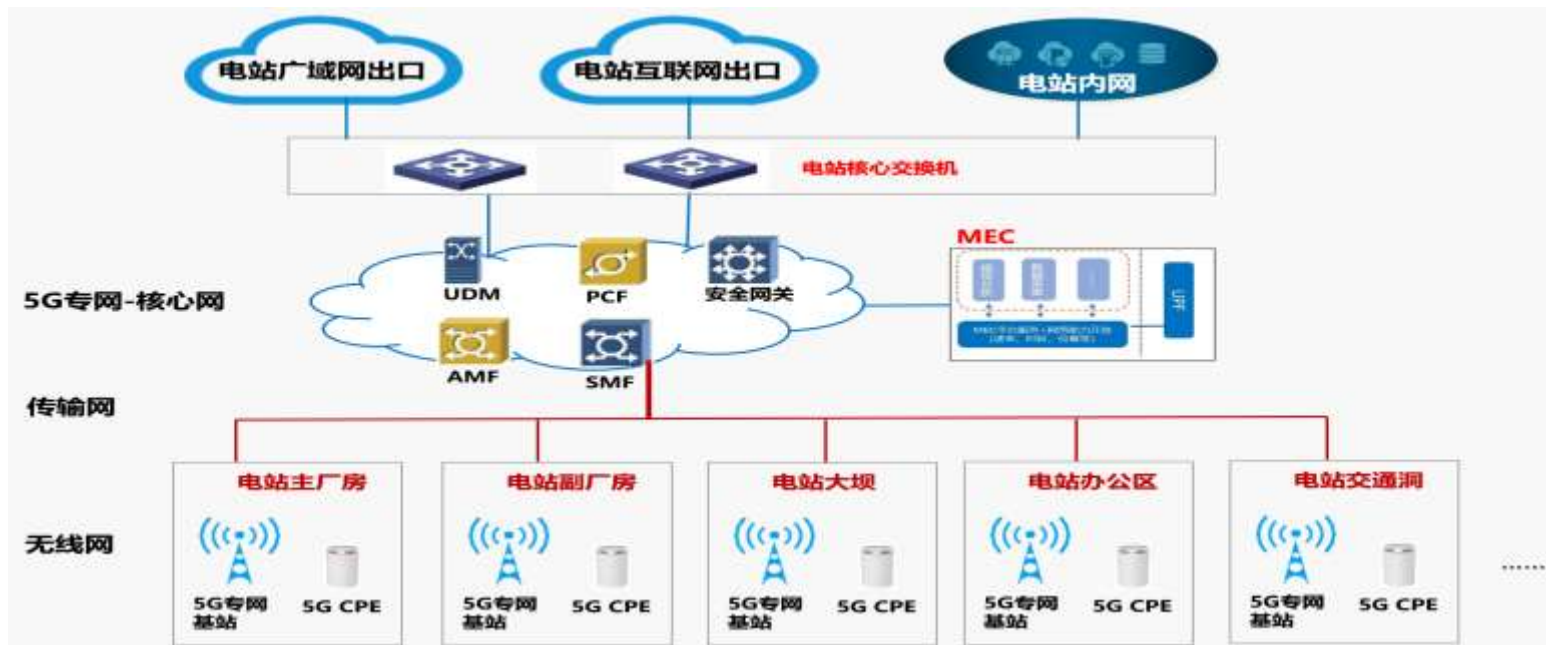 电站广域网出口
电站互联网出口
电站内网
电站核心交换机
MEC
UDM
PCF
安全网关
UPF
5G专网-核心网
AMF
SMF
传输网
电站主厂房
电站副厂房
电站大坝
电站办公区
电站交通洞
无线网
5G专网
基站
5G CPE
5G专网
基站
5G CPE
5G专网
基站
5G CPE
5G专网
基站
5G CPE
5G专网
基站
5G CPE
……